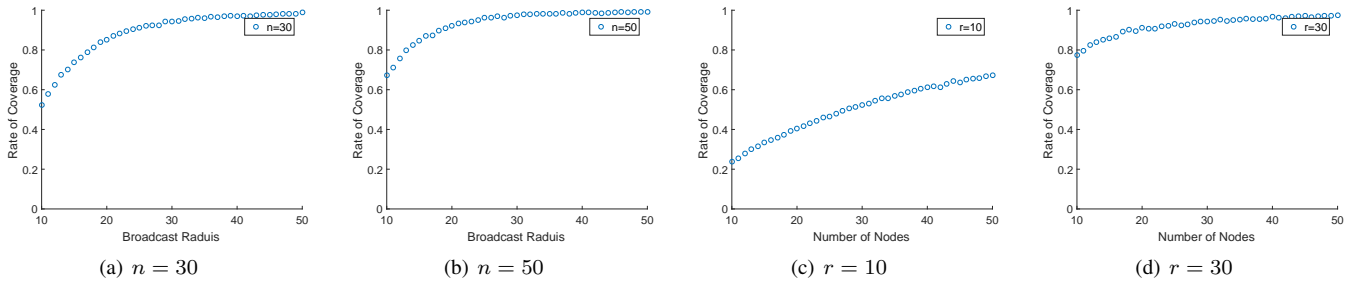 1
0.8
0.6
0.4
0.2
0
Rate of Coverage
n=30
10 20 30 40 50
Broadcast Raduis
(a) n = 30
1
0.8
0.6
0.4
0.2
0
Rate of Coverage
n=50
10 20 30 40 50
Broadcast Raduis
(b) n = 50
1
0.8
0.6
0.4
0.2
0
Rate of Coverage
r=10
10 20 30 40 50
Number of Nodes
(c) r = 10
1
0.8
0.6
0.4
0.2
0
Rate of Coverage
r=30
10 20 30 40 50
Number of Nodes
(d) r = 30